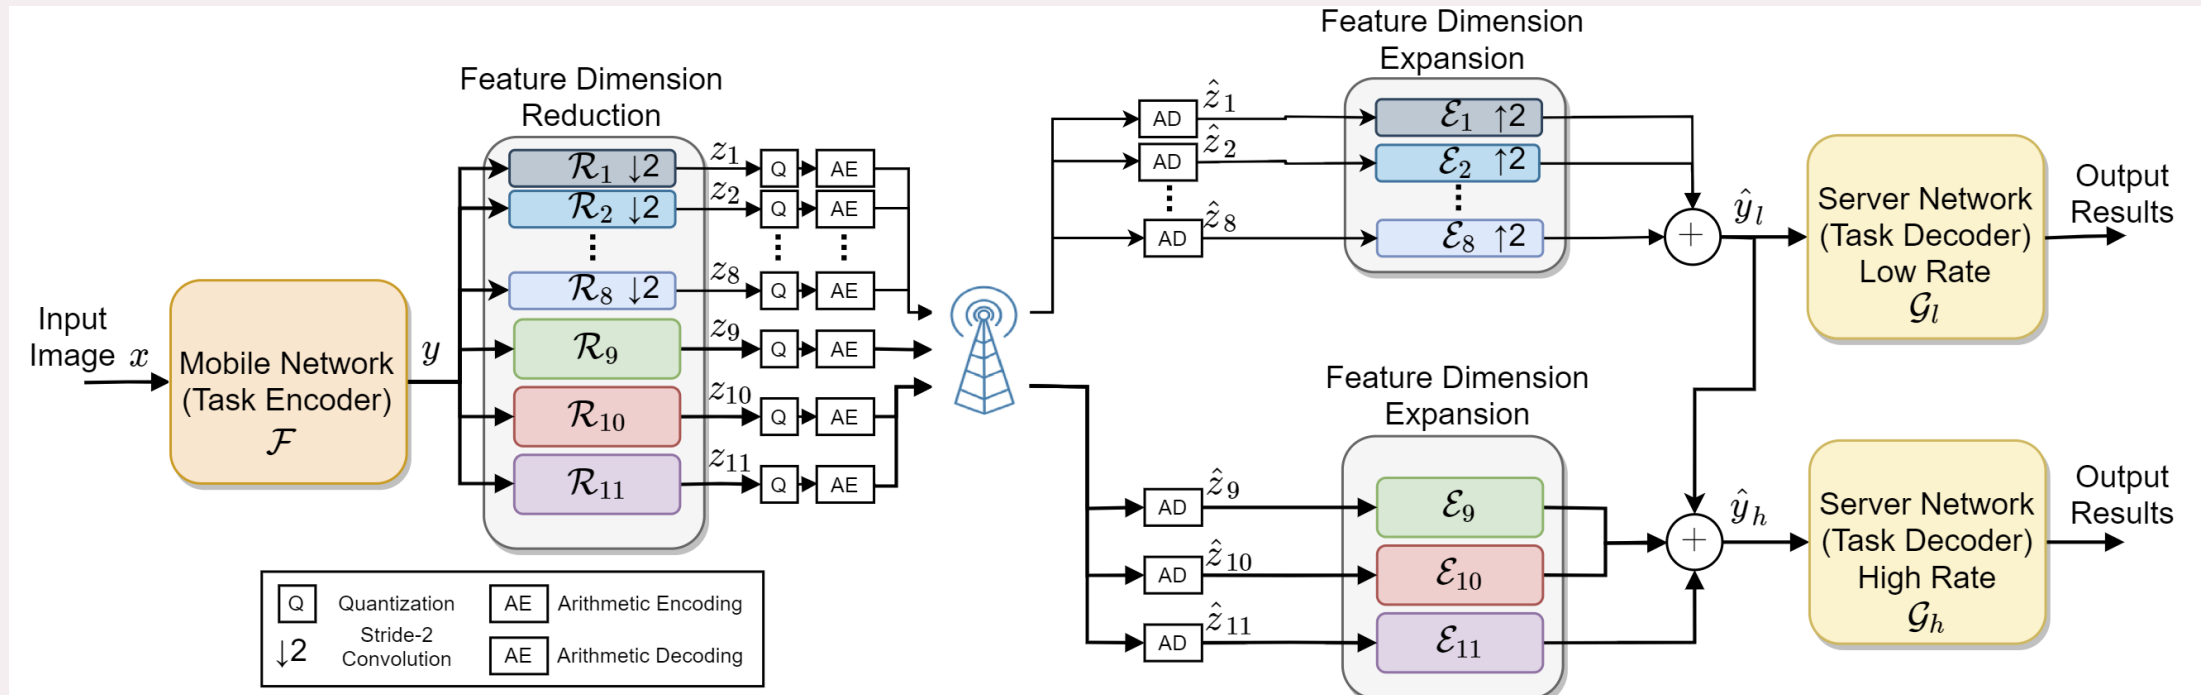 Input
Image x
Mobile Network
(Task Encoder)
ℱ
y
Feature Dimension
Reduction
ℛ₁ ↓2
ℛ₂ ↓2
⋮
ℛ₈ ↓2
ℛ₉
ℛ₁₀
ℛ₁₁
z₁ Q AE
z₂ Q AE
⋮ ⋮
z₈ Q AE
z₉ Q AE
z₁₀ Q AE
z₁₁ Q AE
Q Quantization
↓2 Stride-2
Convolution
AE Arithmetic Encoding
AE Arithmetic Decoding
Feature Dimension
Expansion
AD ẑ₁ ℰ₁ ↑2
AD ẑ₂ ℰ₂ ↑2
⋮ ⋮
AD ẑ₈ ℰ₈ ↑2
+
ŷₗ
Server Network
(Task Decoder)
Low Rate
𝒢ₗ
Output
Results
Feature Dimension
Expansion
AD ẑ₉ ℰ₉
AD ẑ₁₀ ℰ₁₀
AD ẑ₁₁ ℰ₁₁
+
ŷₕ
Server Network
(Task Decoder)
High Rate
𝒢ₕ
Output
Results